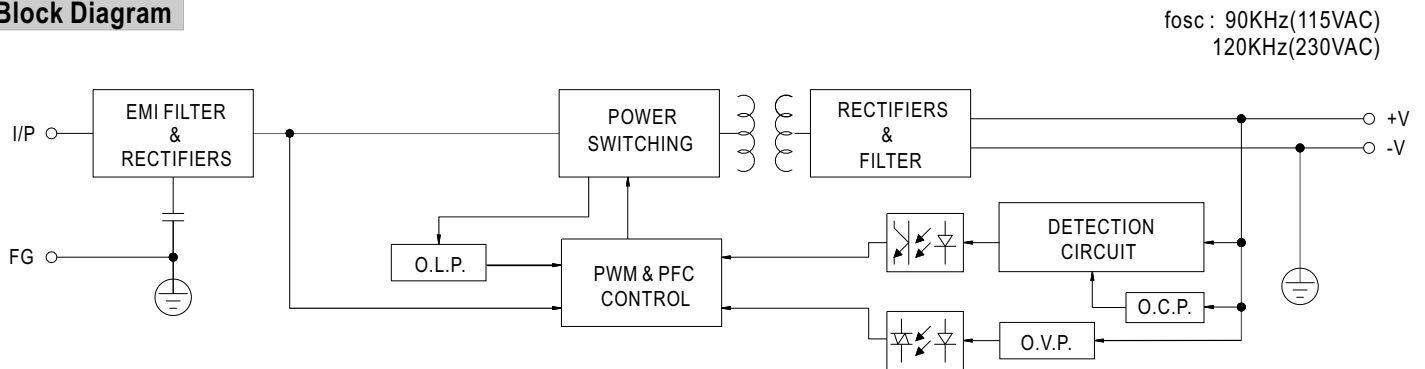 Block Diagram
fosc : 90KHz(115VAC)
120KHz(230VAC)
I/P
EMI FILTER
&
RECTIFIERS
POWER
SWITCHING
RECTIFIERS
&
FILTER
+V
-V
FG
O.L.P.
PWM & PFC
CONTROL
DETECTION
CIRCUIT
O.C.P.
O.V.P.